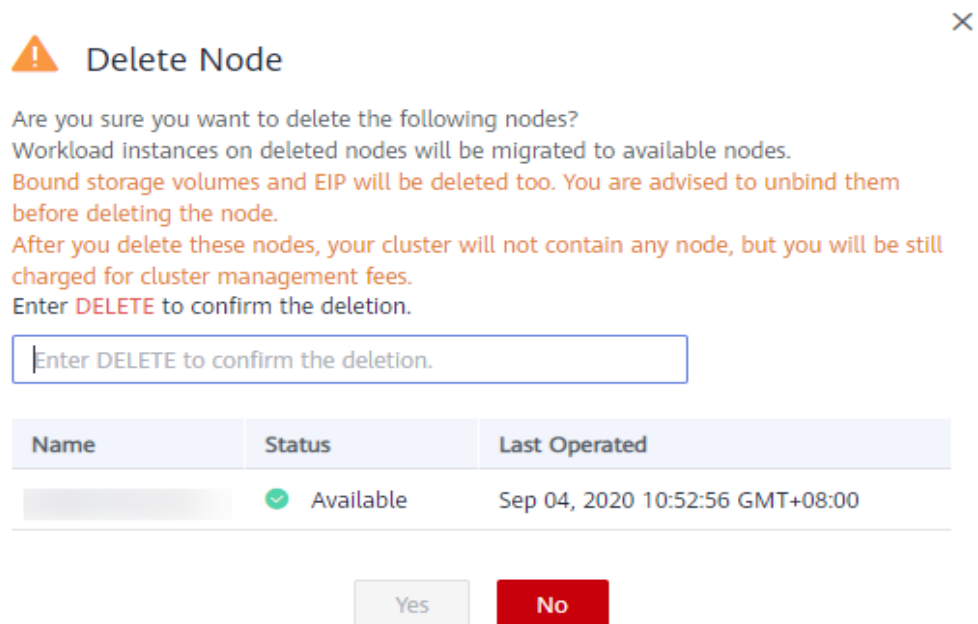 Delete Node
Are you sure you want to delete the following nodes?
Workload instances on deleted nodes will be migrated to available nodes.
Bound storage volumes and EIP will be deleted too. You are advised to unbind them
before deleting the node.
After you delete these nodes, your cluster will not contain any node, but you will be still
charged for cluster management fees.
Enter DELETE to confirm the deletion.
Enter DELETE to confirm the deletion.
Name Status Last Operated
Available Sep 04, 2020 10:52:56 GMT+08:00
Yes No